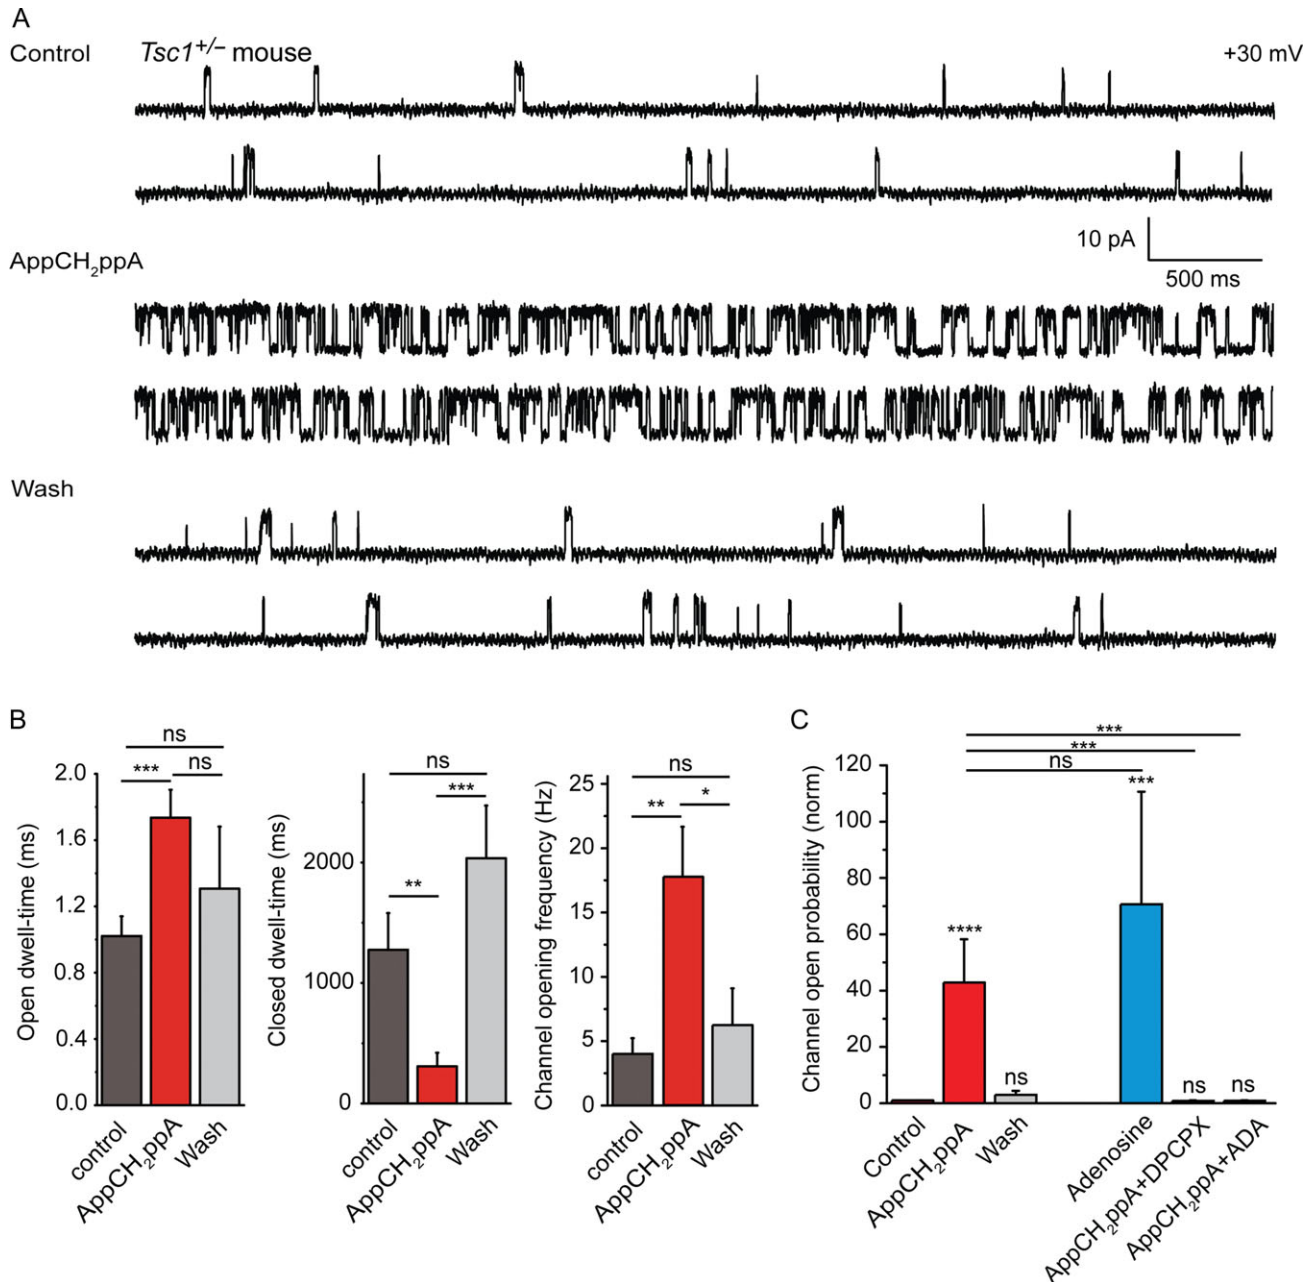 A
Control Tsc1+/– mouse +30 mV
10 pA
500 ms
AppCH2ppA
Wash
B
ns
*** ns
Open dwell-time (ms)
2.0
1.6
1.2
0.8
0.4
0.0
control
AppCH2ppA
Wash
ns
***
**
Closed dwell-time (ms)
2000
1000
0
control
AppCH2ppA
Wash
ns
** *
Channel opening frequency (Hz)
25
20
15
10
5
0
control
AppCH2ppA
Wash
C
***
***
ns
***
****
ns
ns ns
Channel open probability (norm)
120
100
80
60
40
20
0
Control
AppCH2ppA
Wash
Adenosine
AppCH2ppA+DPCPX
AppCH2ppA+ADA